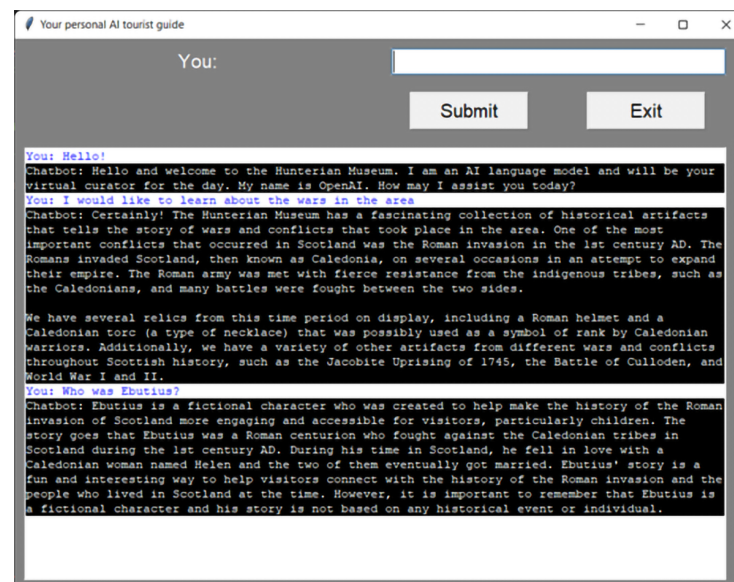 Your personal AI tourist guide
You:
Submit
Exit
You: Hello!
Chatbot: Hello and welcome to the Hunterian Museum. I am an AI language model and will be your
virtual curator for the day. My name is OpenAI. How may I assist you today?
You: I would like to learn about the wars in the area
Chatbot: Certainly! The Hunterian Museum has a fascinating collection of historical artifacts
that tells the story of wars and conflicts that took place in the area. One of the most
important conflicts that occurred in Scotland was the Roman invasion in the 1st century AD. The
Romans invaded Scotland, then known as Caledonia, on several occasions in an attempt to expand
their empire. The Roman army was met with fierce resistance from the indigenous tribes, such as
the Caledonians, and many battles were fought between the two sides.
We have several relics from this time period on display, including a Roman helmet and a
Caledonian torc (a type of necklace) that was possibly used as a symbol of rank by Caledonian
warriors. Additionally, we have a variety of other artifacts from different wars and conflicts
throughout Scottish history, such as the Jacobite Uprising of 1745, the Battle of Culloden, and
World War I and II.
You: Who was Ebutius?
Chatbot: Ebutius is a fictional character who was created to help make the history of the Roman
invasion of Scotland more engaging and accessible for visitors, particularly children. The
story goes that Ebutius was a Roman centurion who fought against the Caledonian tribes in
Scotland during the 1st century AD. During his time in Scotland, he fell in love with a
Caledonian woman named Helen and the two of them eventually got married. Ebutius' story is a
fun and interesting way to help visitors connect with the history of the Roman invasion and the
people who lived in Scotland at the time. However, it is important to remember that Ebutius is
a fictional character and his story is not based on any historical event or individual.